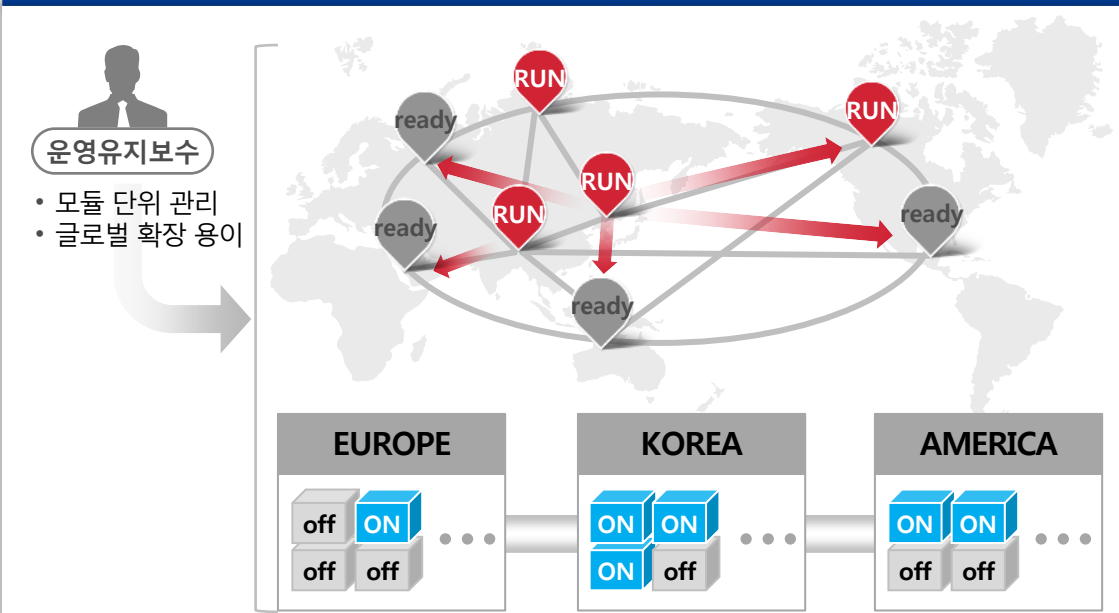 운영유지보수
• 모듈 단위 관리
• 글로벌 확장 용이
RUN
ready
RUN
RUN
RUN
ready
ready
ready
EUROPE
off ON
off off
KOREA
ON ON
ON off
AMERICA
ON ON
off off